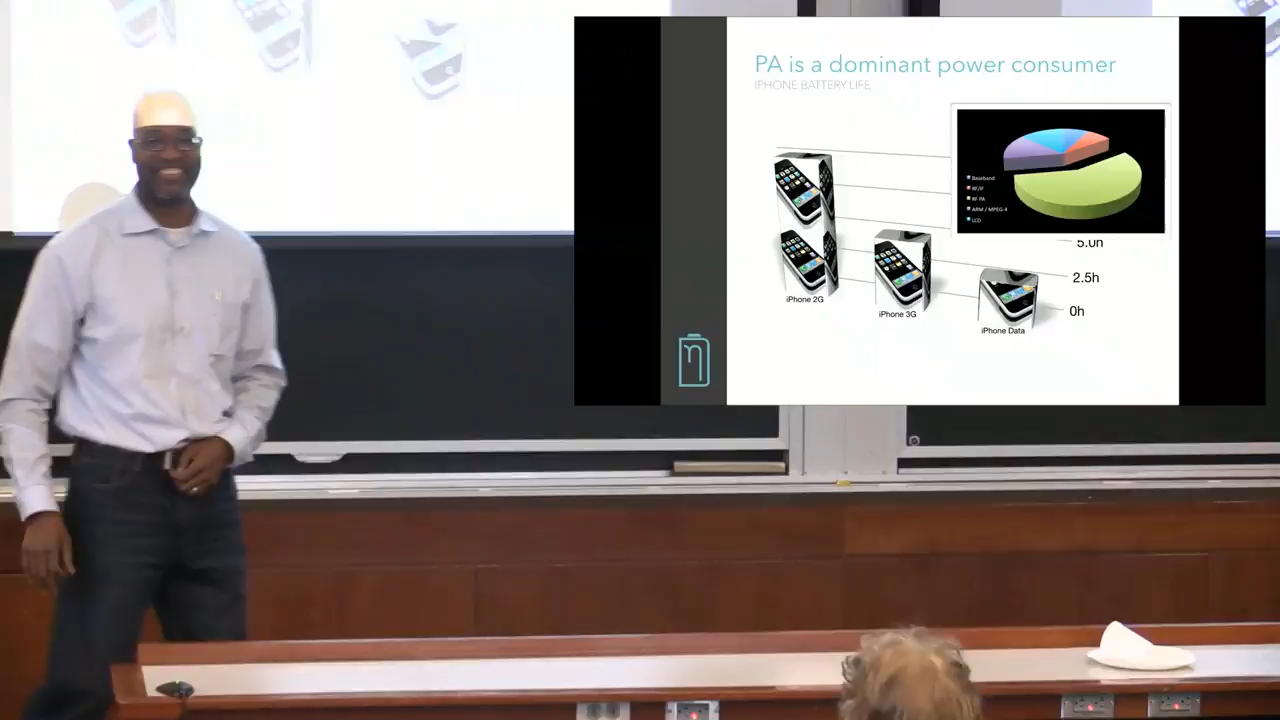 PA is a dominant power consumer
IPHONE BATTERY LIFE
Baseband
RF/IF
RF PA
ARM / MPEG-4
LCD
5.0h
2.5h
0h
iPhone 2G
iPhone 3G
iPhone Data
η